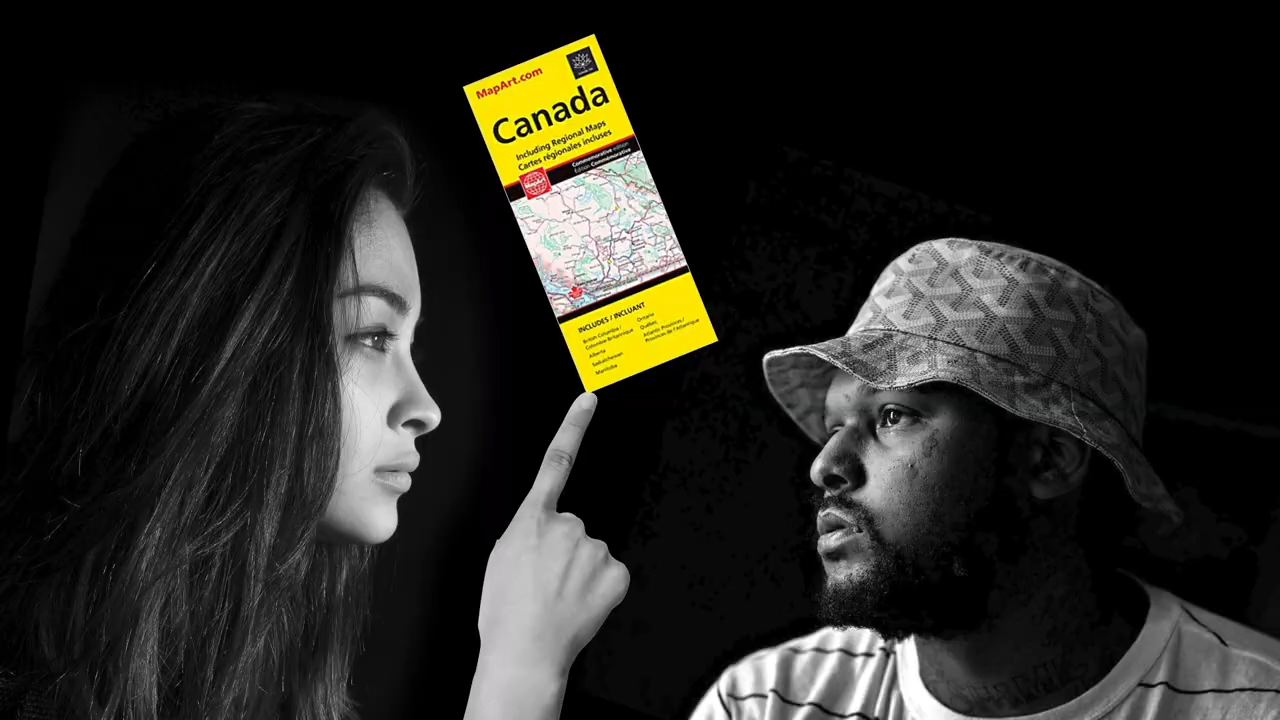 MapArt.com
Canada
Including Regional Maps
Cartes régionales incluses
Commemorative edition
Édition Commémorative
MapArt
INCLUDES / INCLUANT
British Columbia /
Colombie-Britannique
Alberta
Saskatchewan
Manitoba
Ontario
Québec
Atlantic Provinces /
Provinces de l'Atlantique